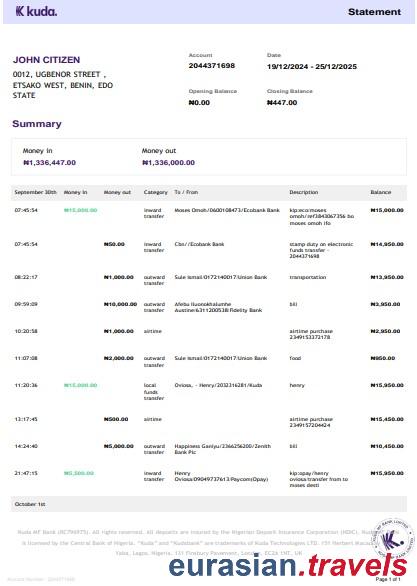 kuda.
Statement
JOHN CITIZEN
0012, UGBENOR STREET ,
ETSAKO WEST, BENIN, EDO
STATE
Account
2044371698
Date
19/12/2024 - 25/12/2025
Opening Balance
₦0.00
Closing Balance
₦447.00
Summary
Money in
₦1,336,447.00
Money out
₦1,336,000.00
September 30th Money In Money out Category To / From Description Balance
07:45:54 ₦15,000.00 inward transfer Moses Omoh/0600108473/Ecobank Bank kip:eco/moses omoh/ref3843067356 bo moses omoh ifo ₦15,000.00
07:45:54 ₦50.00 inward transfer Cbn/ /Ecobank Bank stamp duty on electronic funds transfer - 2044371698 ₦14,950.00
08:22:17 ₦1,000.00 outward transfer Sule Ismail/0172140017/Union Bank transportation ₦13,950.00
09:59:09 ₦10,000.00 outward transfer Afebu Iluonokhalumhe Austine/6311200538/Fidelity Bank bill ₦3,950.00
10:20:58 ₦1,000.00 airtime airtime purchase 2349153372178 ₦2,950.00
11:07:08 ₦2,000.00 outward transfer Sule Ismail/0172140017/Union Bank food ₦950.00
11:20:36 ₦15,000.00 local funds transfer Oviosa, - Henry/2032316281/Kuda henry ₦15,950.00
13:17:45 ₦500.00 airtime airtime purchase 2349157204424 ₦15,450.00
14:24:40 ₦5,000.00 outward transfer Happiness Ganiyu/2366256200/Zenith Bank Plc bill ₦10,450.00
21:47:15 ₦5,500.00 inward transfer Henry Oviosa/09049737613/Paycom(Opay) kip:opay/henry oviosa/transfer from to moses desti ₦15,950.00
October 1st
Kuda MF Bank (RC796975). All rights reserved. All deposits are insured by the Nigerian Deposit Insurance Corporation (NDIC). Kuda
is licensed by the Central Bank of Nigeria. "Kuda" and "Kudabank" are trademarks of Kuda Technologies LTD. 151 Herbert Macaulay
Yaba, Lagos, Nigeria. 131 Finsbury Pavement, London, EC2A 1NT, UK
Account Number 2044371698
Page 1 of 1
eurasian.travels